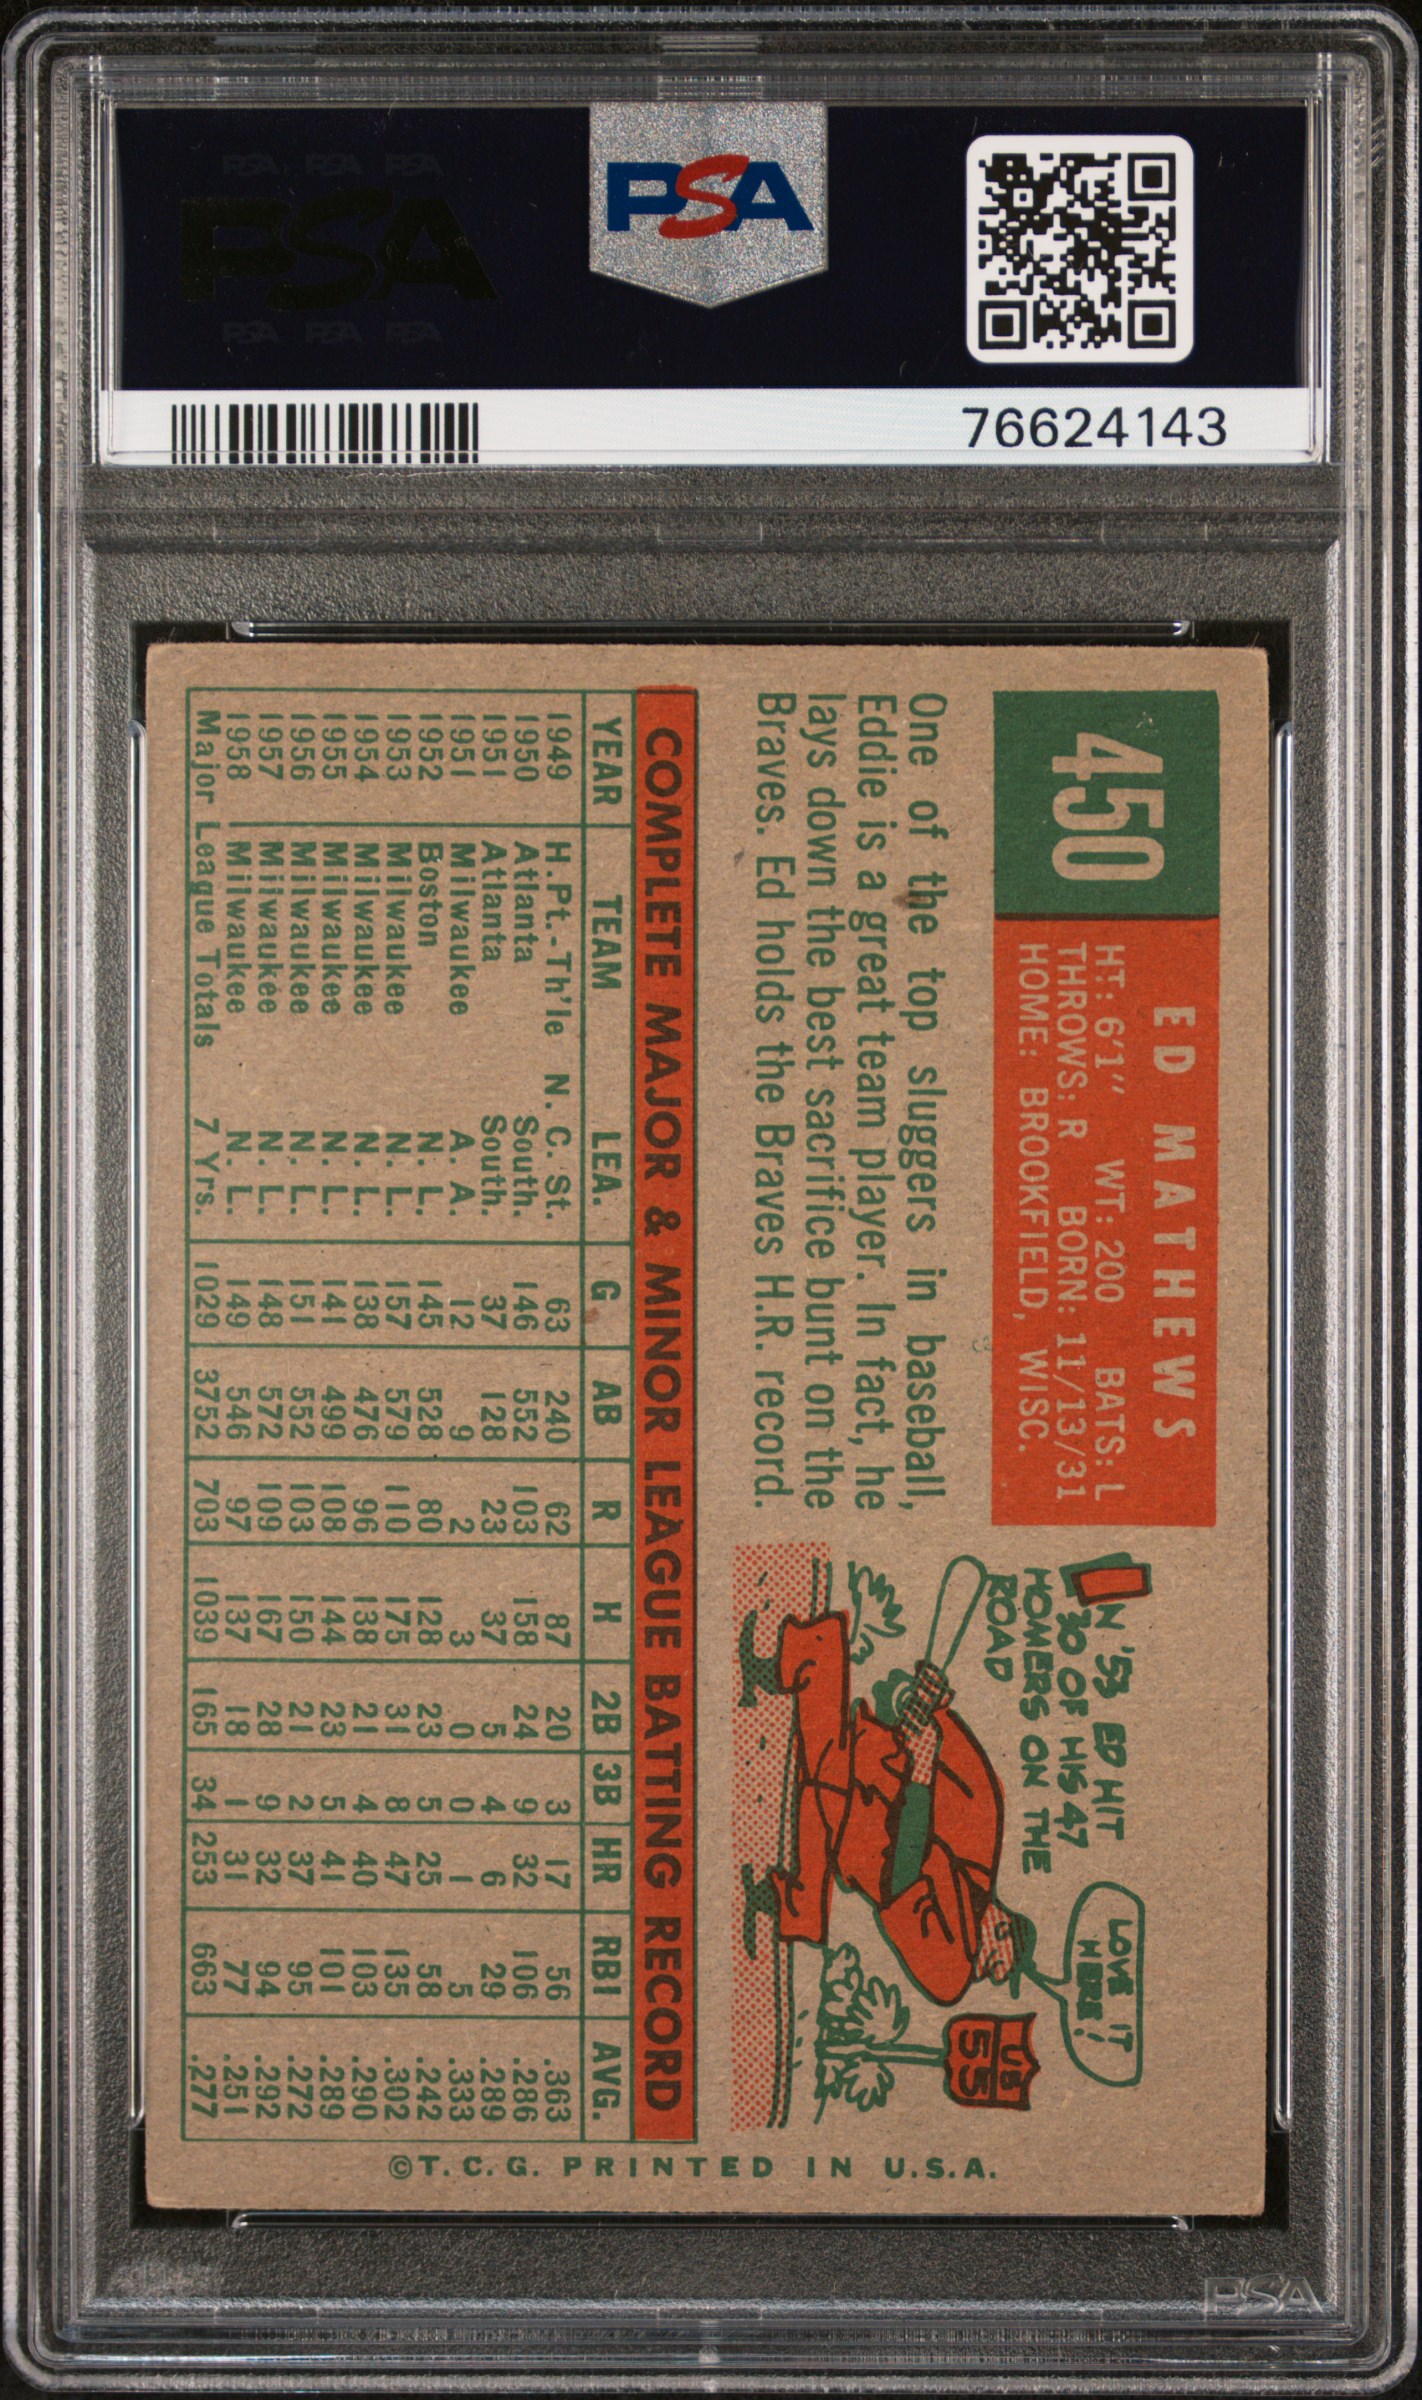 PSA PSA PSA
PSA
PSA PSA PSA
PSA
76624143
450
ED MATHEWS
HT: 6'1" WT: 200 BATS: L
THROWS: R BORN: 11/13/31
HOME: BROOKFIELD, WISC.
One of the top sluggers in baseball,
Eddie is a great team player. In fact, he
lays down the best sacrifice bunt on the
Braves. Ed holds the Braves H.R. record.
IN '53 ED HIT
30 OF HIS 47
HOMERS ON THE
ROAD
LOVE IT
HERE!
US
55
COMPLETE MAJOR & MINOR LEAGUE BATTING RECORD
YEAR TEAM LEA. G AB R H 2B 3B HR RBI AVG.
1949 H.Pt.-Th'le N. C. St. 63 240 62 87 20 3 17 56 .363
1950 Atlanta South. 146 552 103 158 24 9 32 106 .286
1951 Atlanta South. 37 128 23 37 5 4 6 29 .289
1951 Milwaukee A. A. 12 9 2 3 0 0 1 5 .333
1952 Boston N. L. 145 528 80 128 23 5 25 58 .242
1953 Milwaukee N. L. 157 579 110 175 31 8 47 135 .302
1954 Milwaukee N. L. 138 476 96 138 21 4 40 103 .290
1955 Milwaukee N. L. 141 499 108 144 23 5 41 101 .289
1956 Milwaukee N. L. 151 552 103 150 21 2 37 95 .272
1957 Milwaukee N. L. 148 572 109 167 28 9 32 94 .292
1958 Milwaukee N. L. 149 546 97 137 18 1 31 77 .251
Major League Totals 7 Yrs. 1029 3752 703 1039 165 34 253 663 .277
©T.C.G. PRINTED IN U.S.A.
PSA